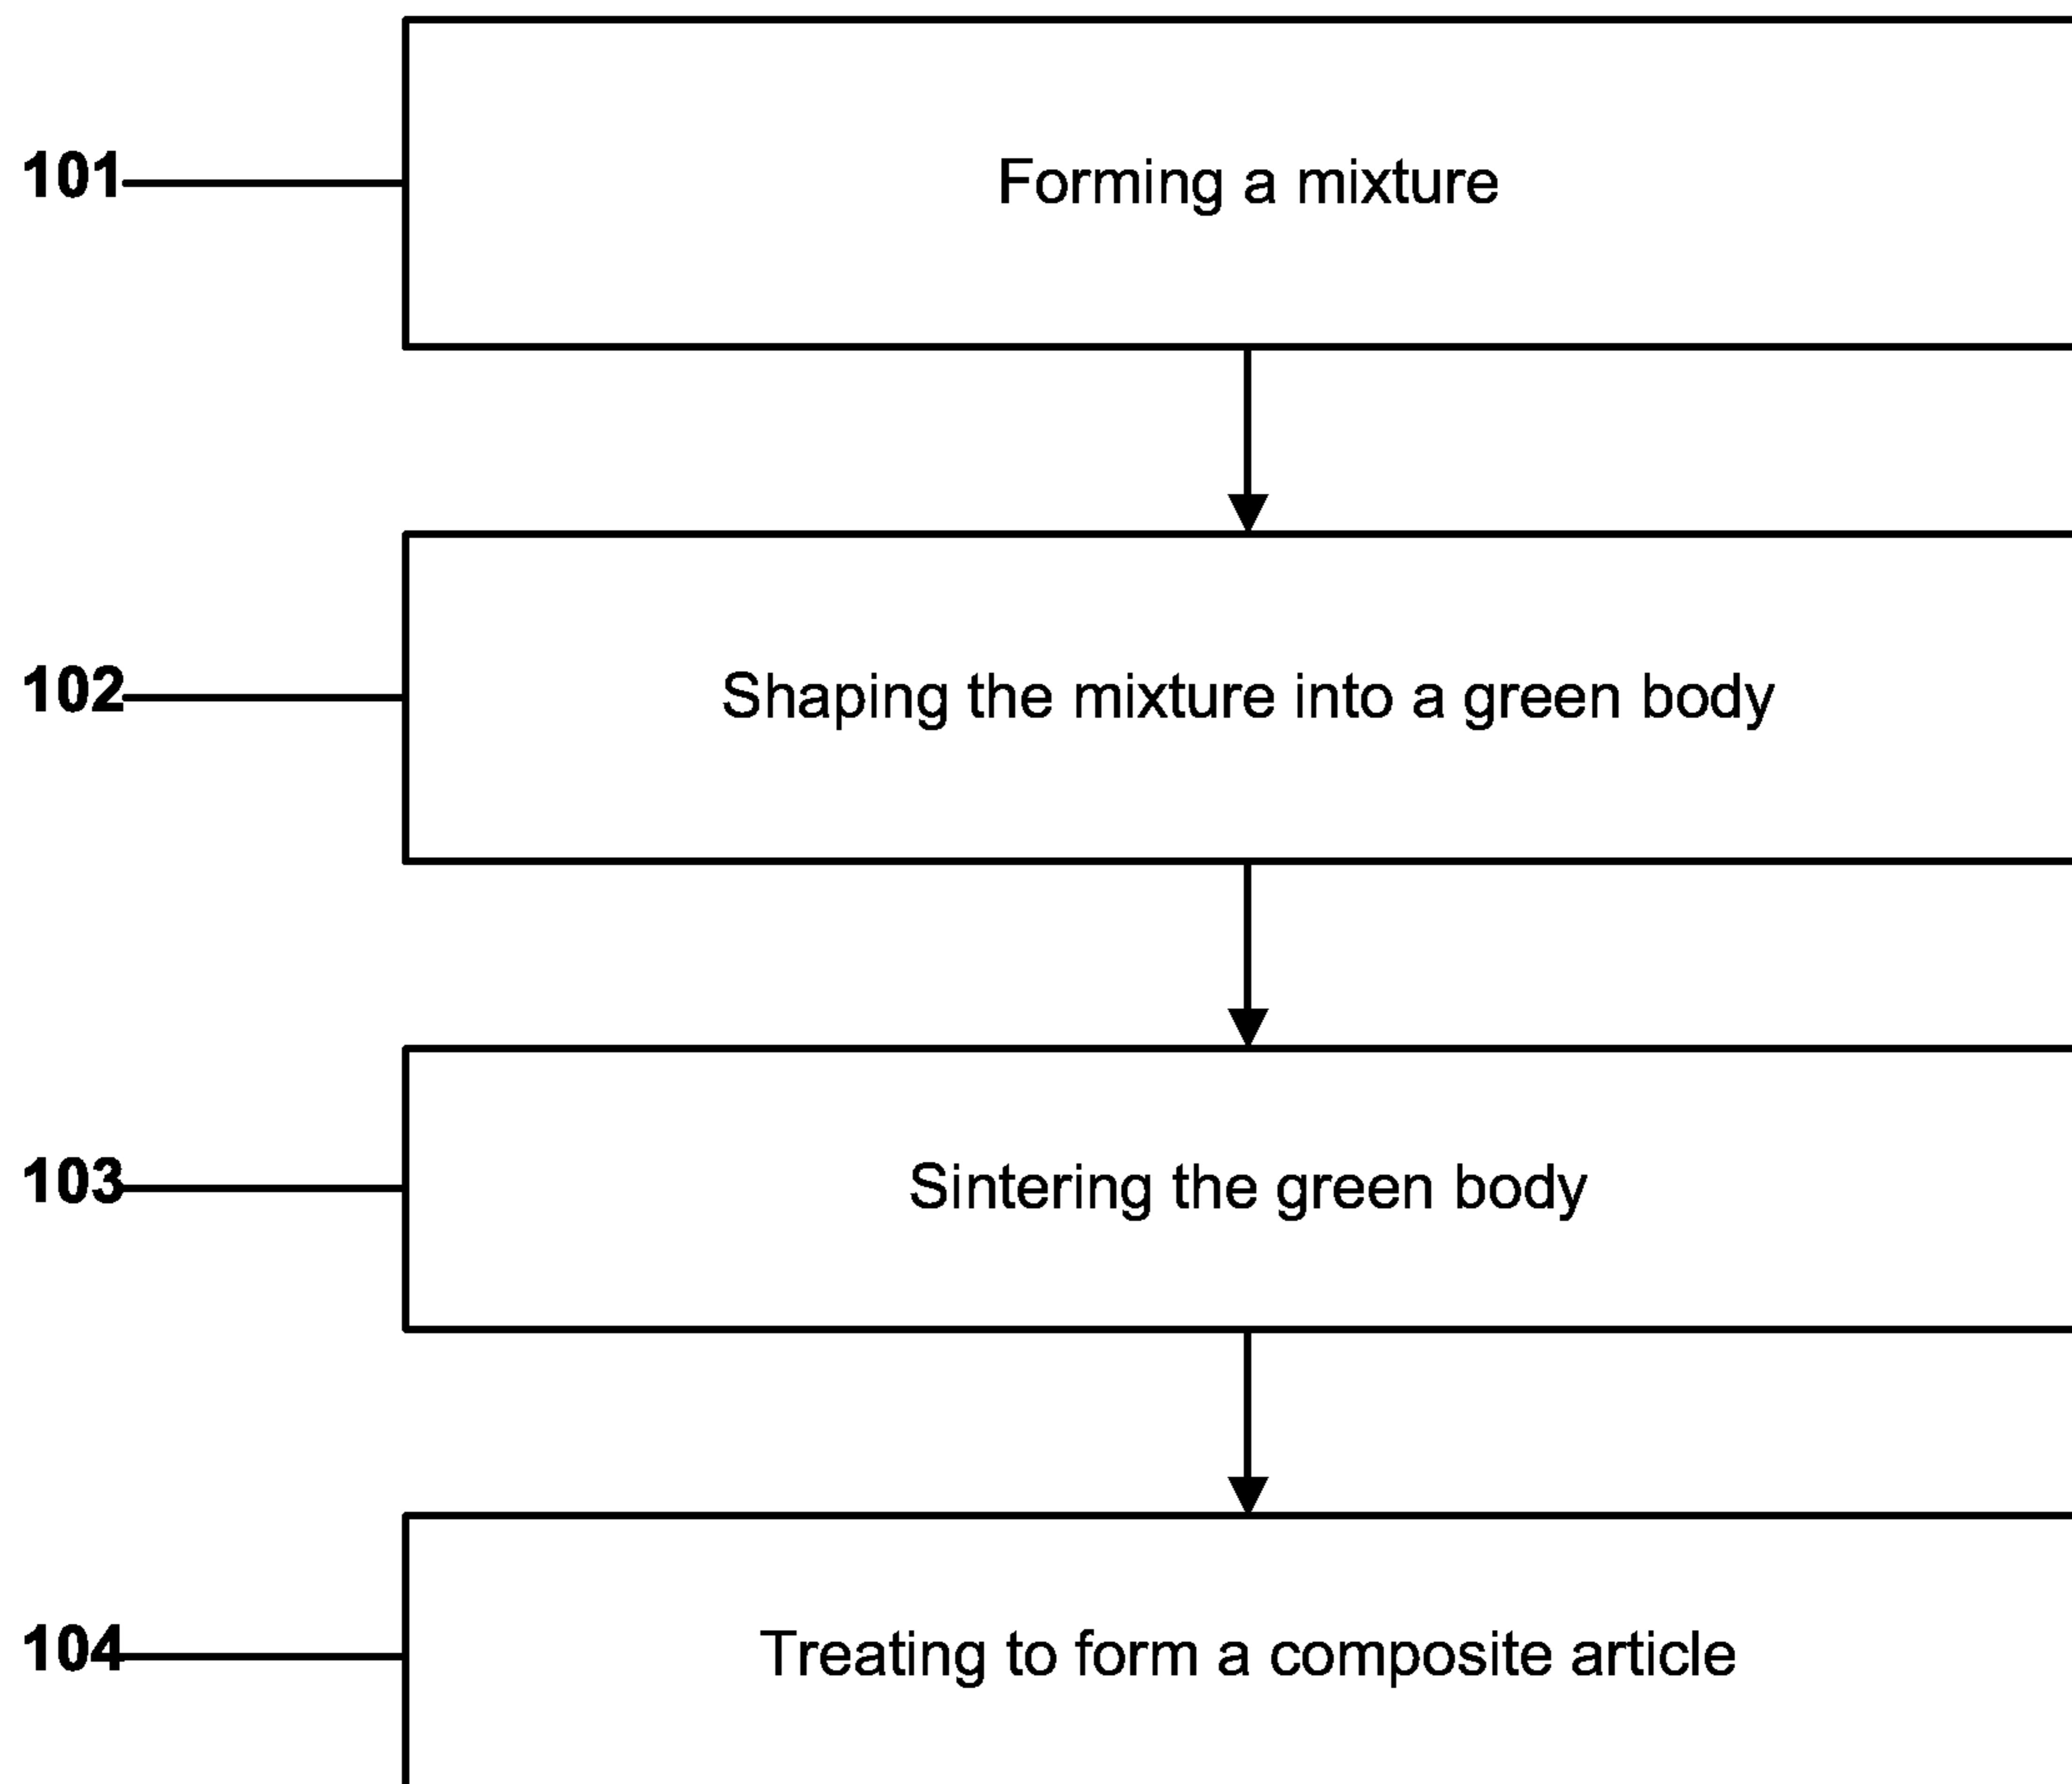 101
Forming a mixture
102
Shaping the mixture into a green body
103
Sintering the green body
104
Treating to form a composite article